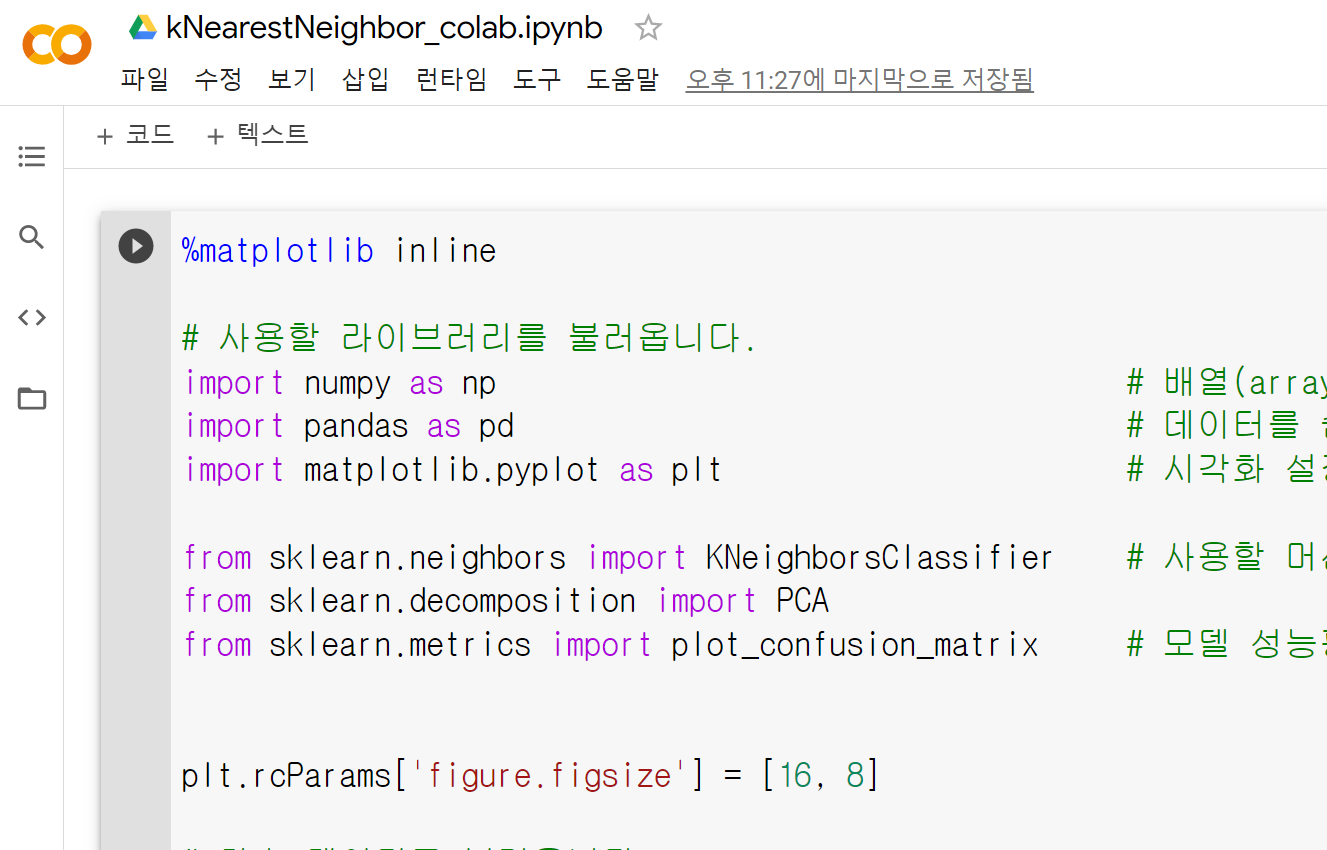 kNearestNeighbor_colab.ipynb
파일 수정 보기 삽입 런타임 도구 도움말 오후 11:27에 마지막으로 저장됨
+ 코드 + 텍스트
%matplotlib inline
# 사용할 라이브러리를 불러옵니다.
import numpy as np # 배열(array
import pandas as pd # 데이터를
import matplotlib.pyplot as plt # 시각화
from sklearn.neighbors import KNeighborsClassifier # 사용할
from sklearn.decomposition import PCA
from sklearn.metrics import plot_confusion_matrix # 모델 성능
plt.rcParams['figure.figsize'] = [16, 8]